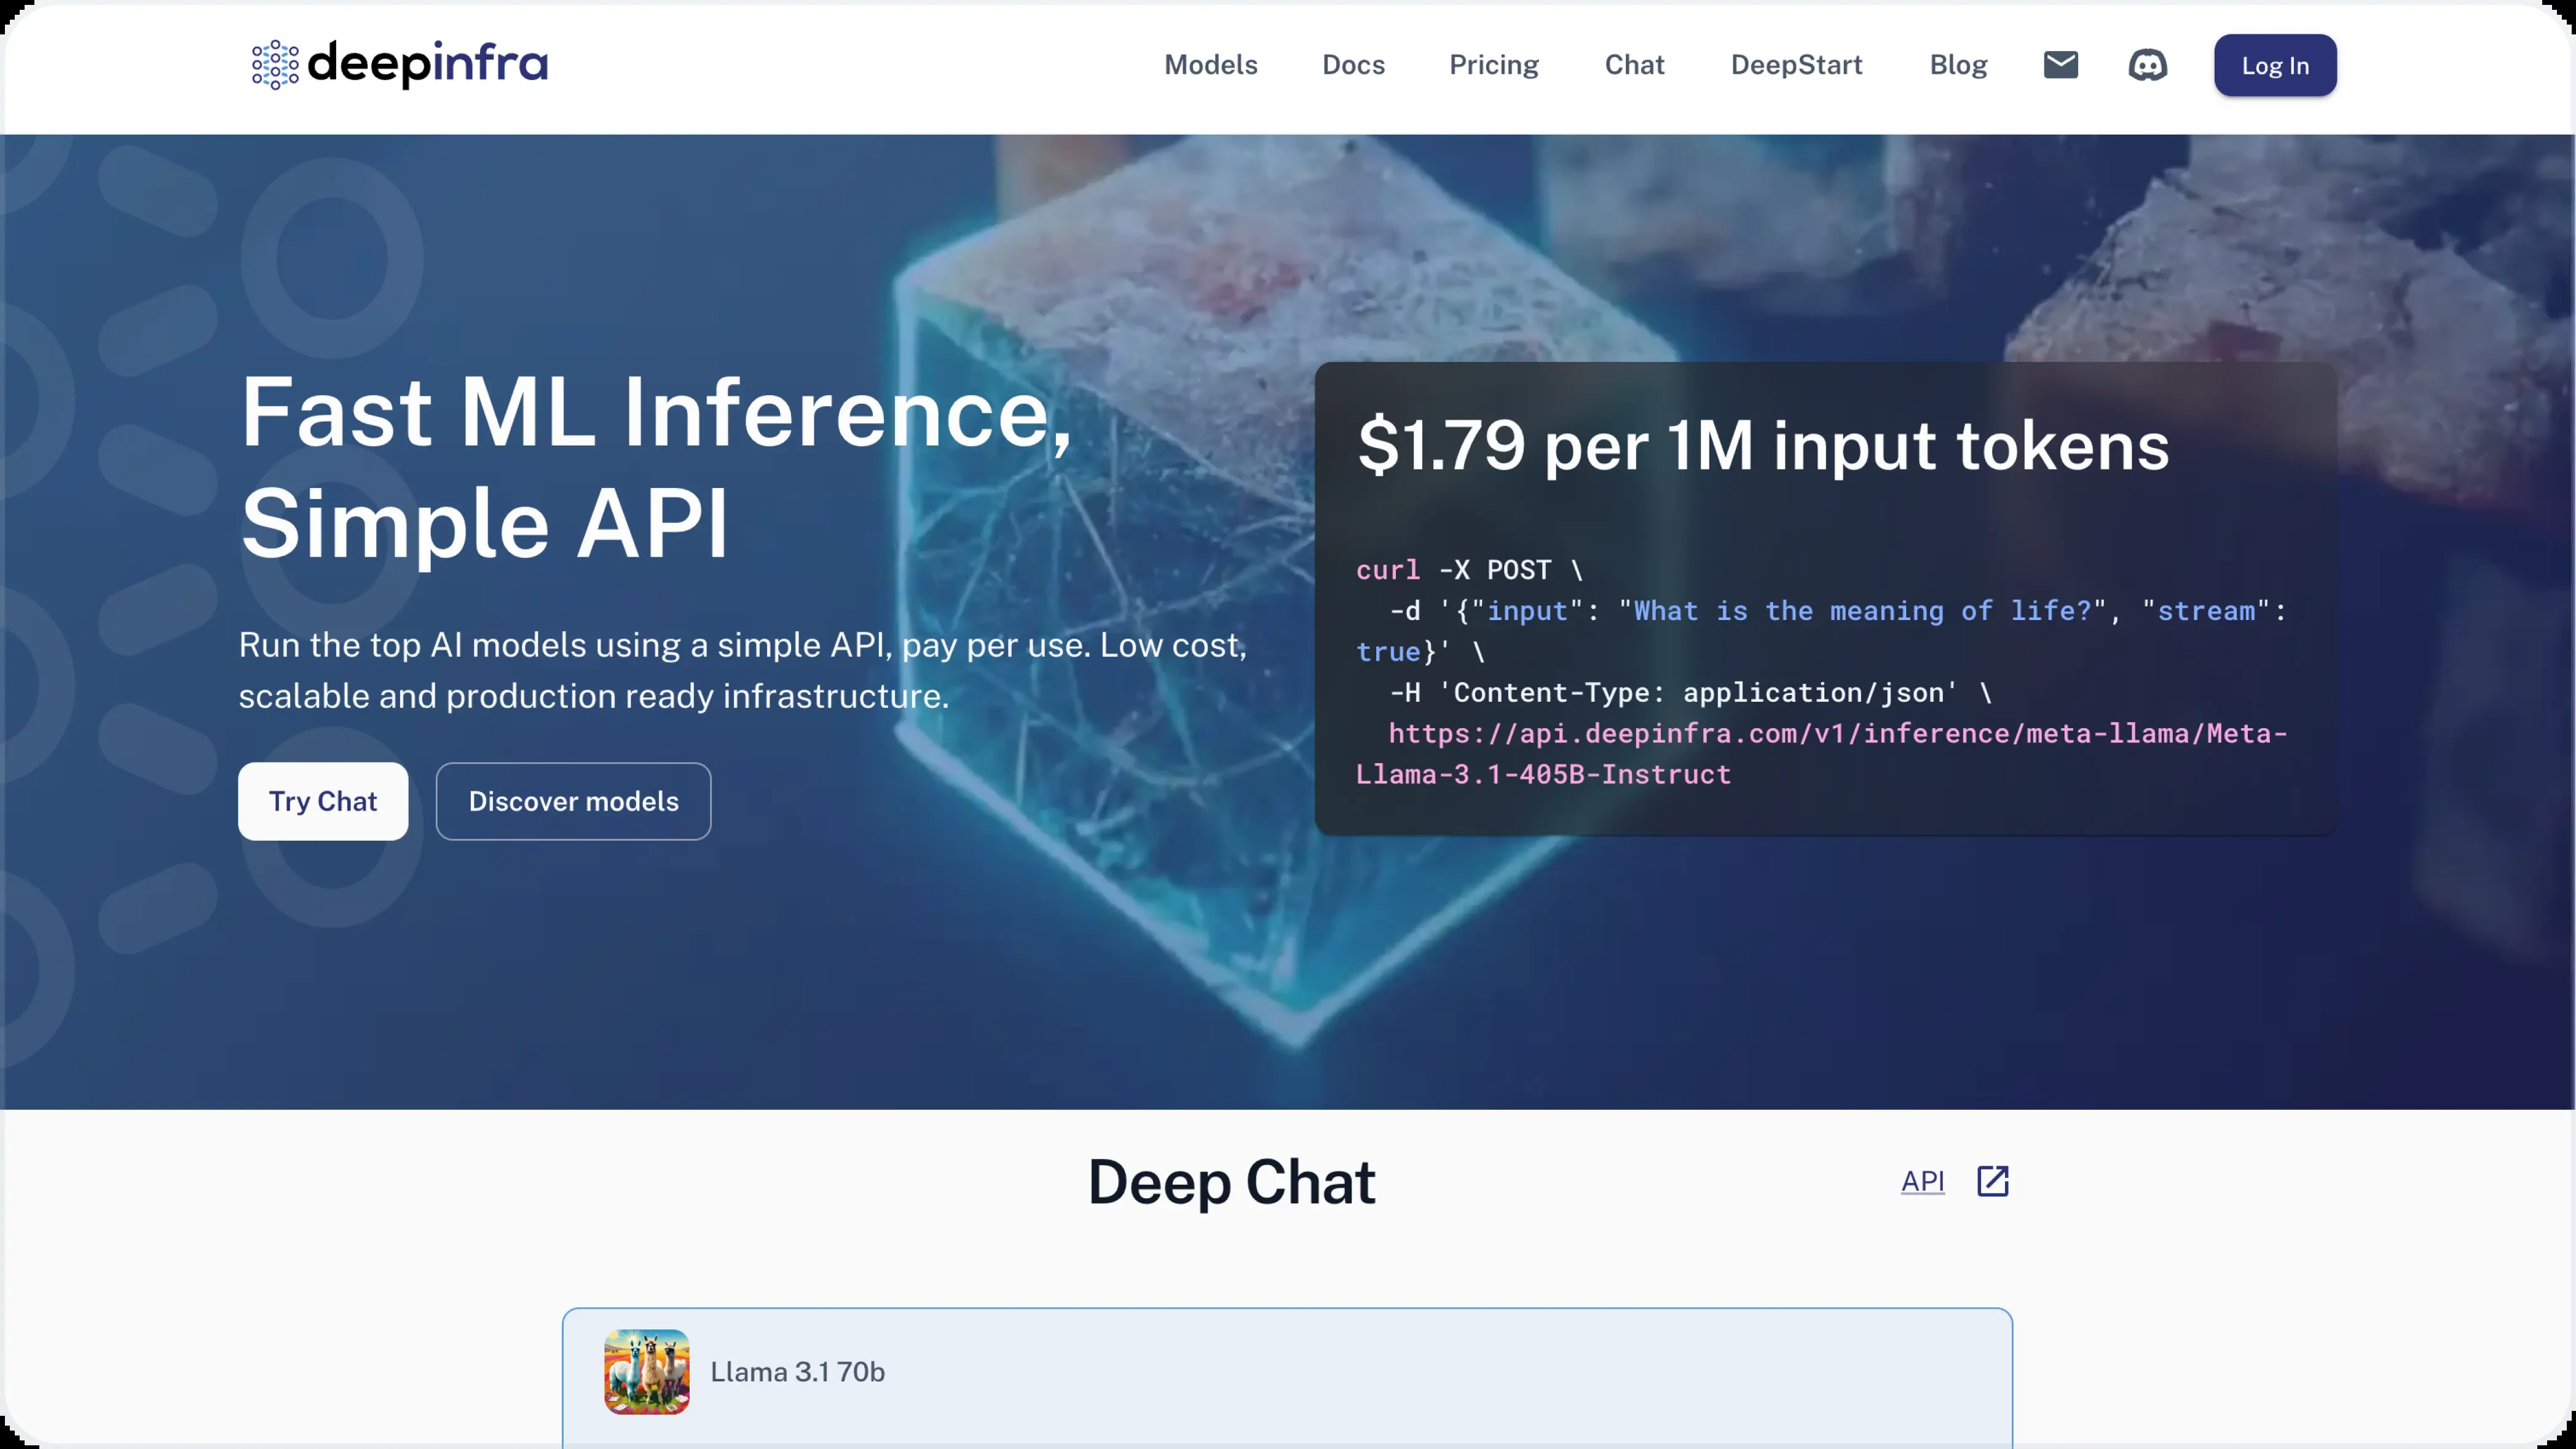 deepinfra
Models Docs Pricing Chat DeepStart Blog Log In
Fast ML Inference,
Simple API
Run the top AI models using a simple API, pay per use. Low cost,
scalable and production ready infrastructure.
Try Chat Discover models
$1.79 per 1M input tokens
curl -X POST \
-d '{"input": "What is the meaning of life?", "stream":
true}' \
-H 'Content-Type: application/json' \
https://api.deepinfra.com/v1/inference/meta-llama/Meta-
Llama-3.1-405B-Instruct
Deep Chat
API
Llama 3.1 70b